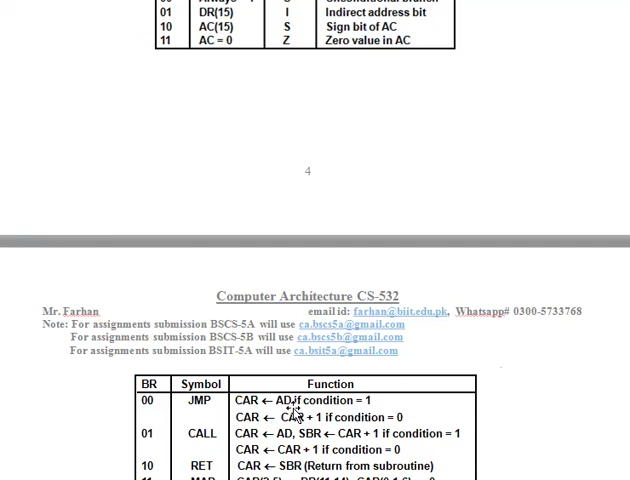 01 DR(15) I Indirect address bit
10 AC(15) S Sign bit of AC
11 AC = 0 Z Zero value in AC
4
Computer Architecture CS-532
Mr. Farhan email id: farhan@biit.edu.pk, Whatsapp# 0300-5733768
Note: For assignments submission BSCS-5A will use ca.bscs5a@gmail.com
For assignments submission BSCS-5B will use ca.bscs5b@gmail.com
For assignments submission BSIT-5A will use ca.bsit5a@gmail.com
BR Symbol Function
00 JMP CAR ← AD if condition = 1
CAR ← CAR + 1 if condition = 0
01 CALL CAR ← AD, SBR ← CAR + 1 if condition = 1
CAR ← CAR + 1 if condition = 0
10 RET CAR ← SBR (Return from subroutine)